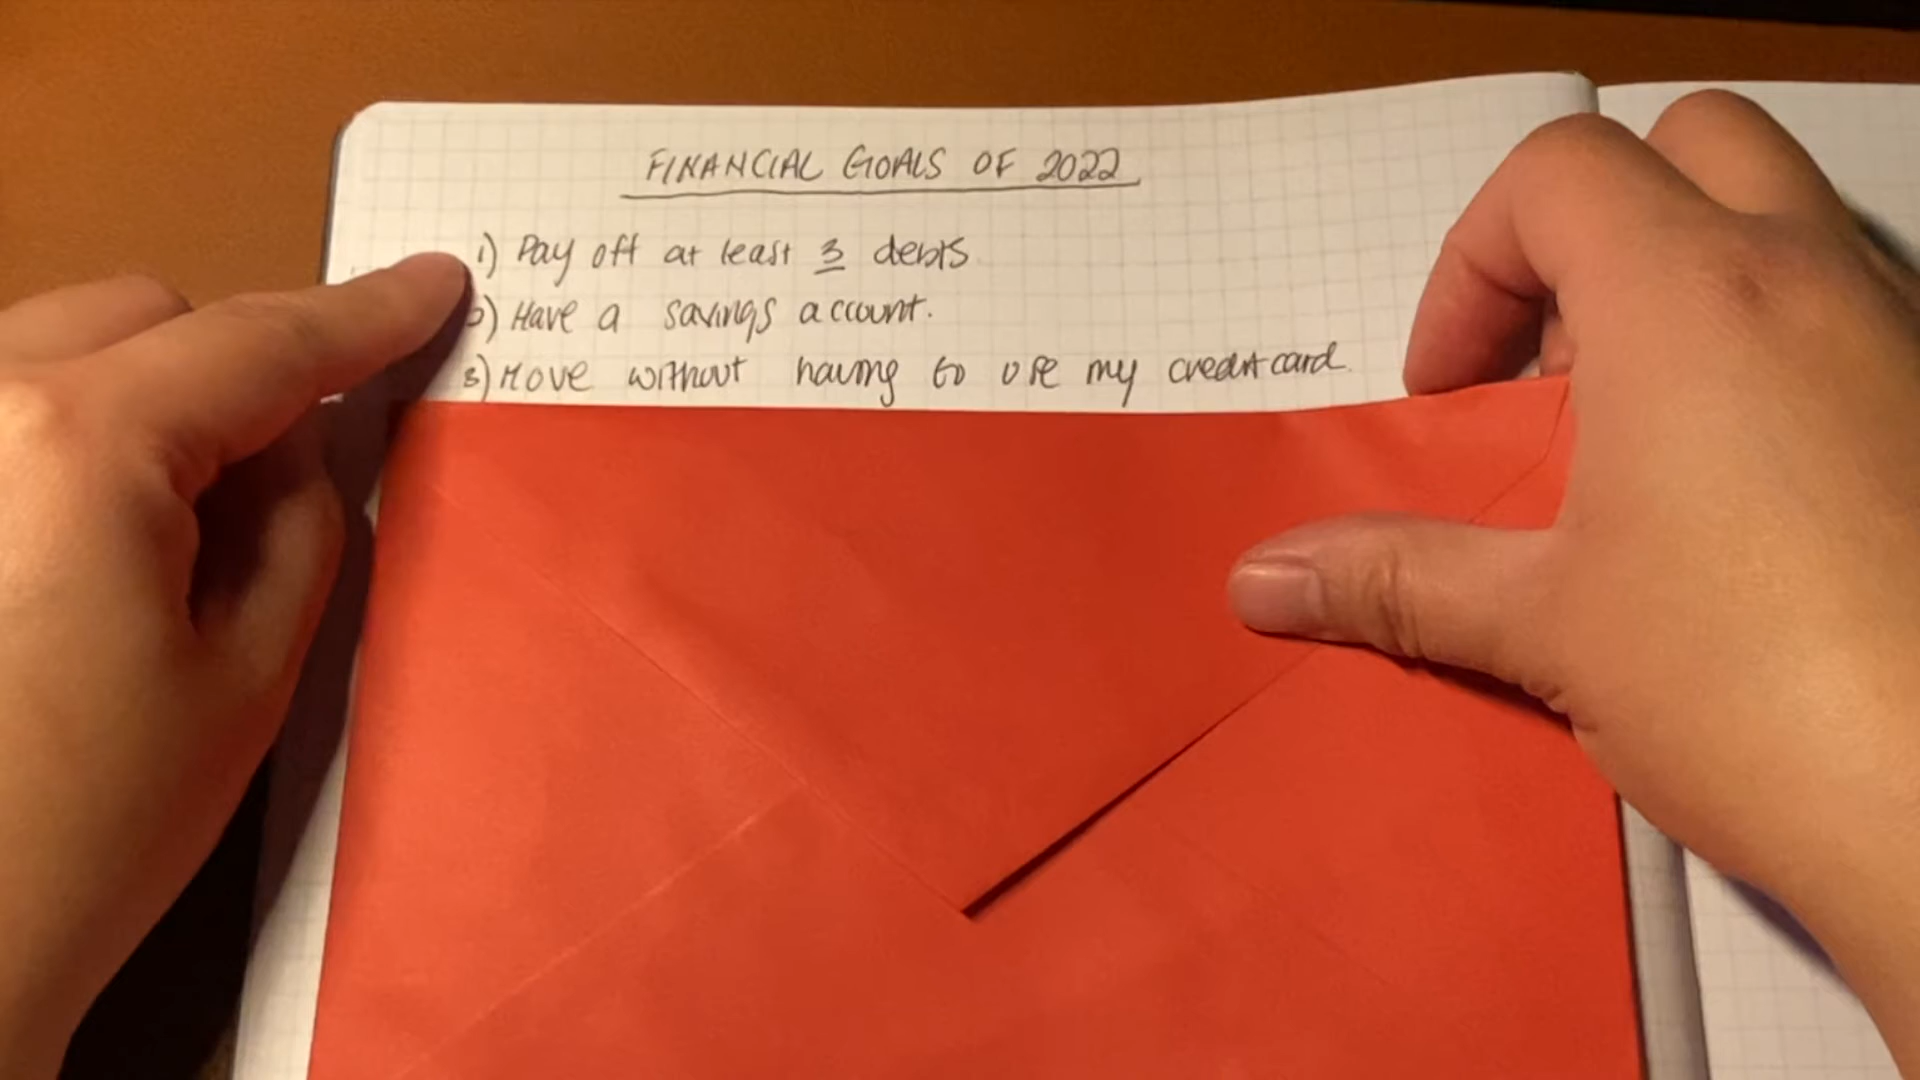 FINANCIAL GOALS OF 2022
1) Pay off at least 3 debts
2) Have a savings account.
3) Move without having to use my credit card.